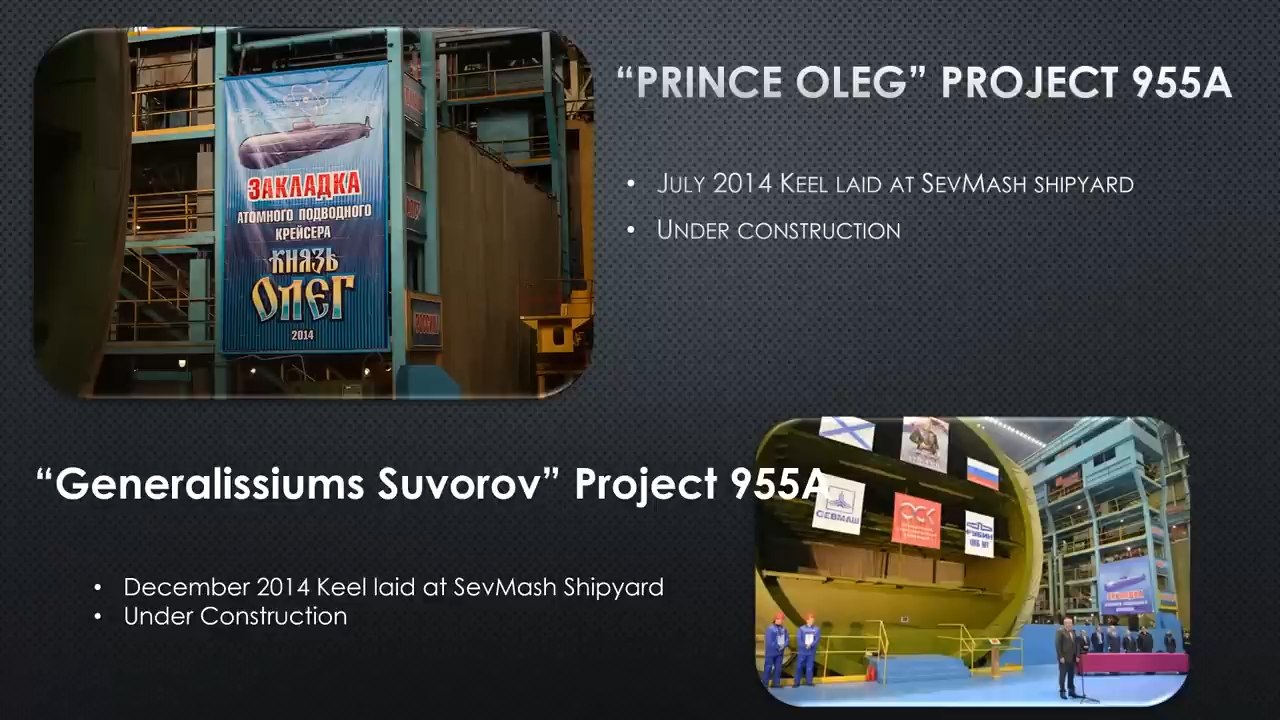 “PRINCE OLEG” PROJECT 955A
• JULY 2014 KEEL LAID AT SEVMASH SHIPYARD
• UNDER CONSTRUCTION
ЗАКЛАДКА
АТОМНОГО ПОДВОДНОГО
КРЕЙСЕРА
КНЯЗЬ
ОЛЕГ
2014
“Generalissiums Suvorov” Project 955A
• December 2014 Keel laid at SevMash Shipyard
• Under Construction
СЕВМАШ
ОСК
РУБИН
ЗАКЛАДКА